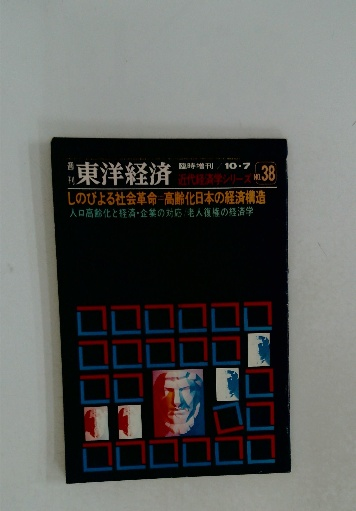 週刊 東洋経済 臨時増刊/10・7
近代経済学シリーズ NO.38
しのびよる社会革命=高齢化日本の経済構造
人口高齢化と経済・企業の対応/老人復権の経済学